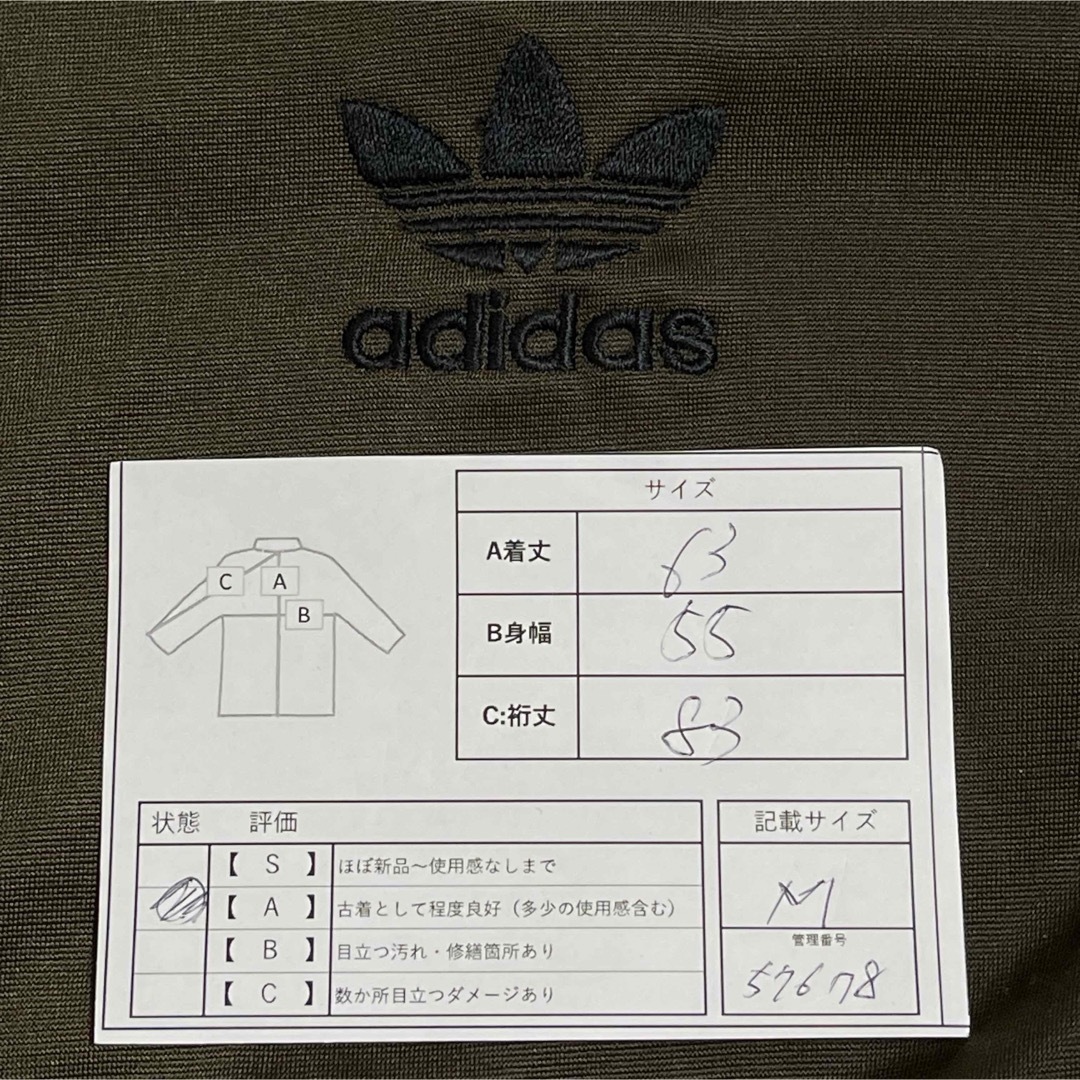 adidas
サイズ
A着丈 63
B身幅 55
C:裄丈 83
C A
B
状態 評価
【 S 】 ほぼ新品〜使用感なしまで
【 A 】 古着として程度良好（多少の使用感含む）
【 B 】 目立つ汚れ・修繕箇所あり
【 C 】 数か所目立つダメージあり
記載サイズ
M
管理番号
57678